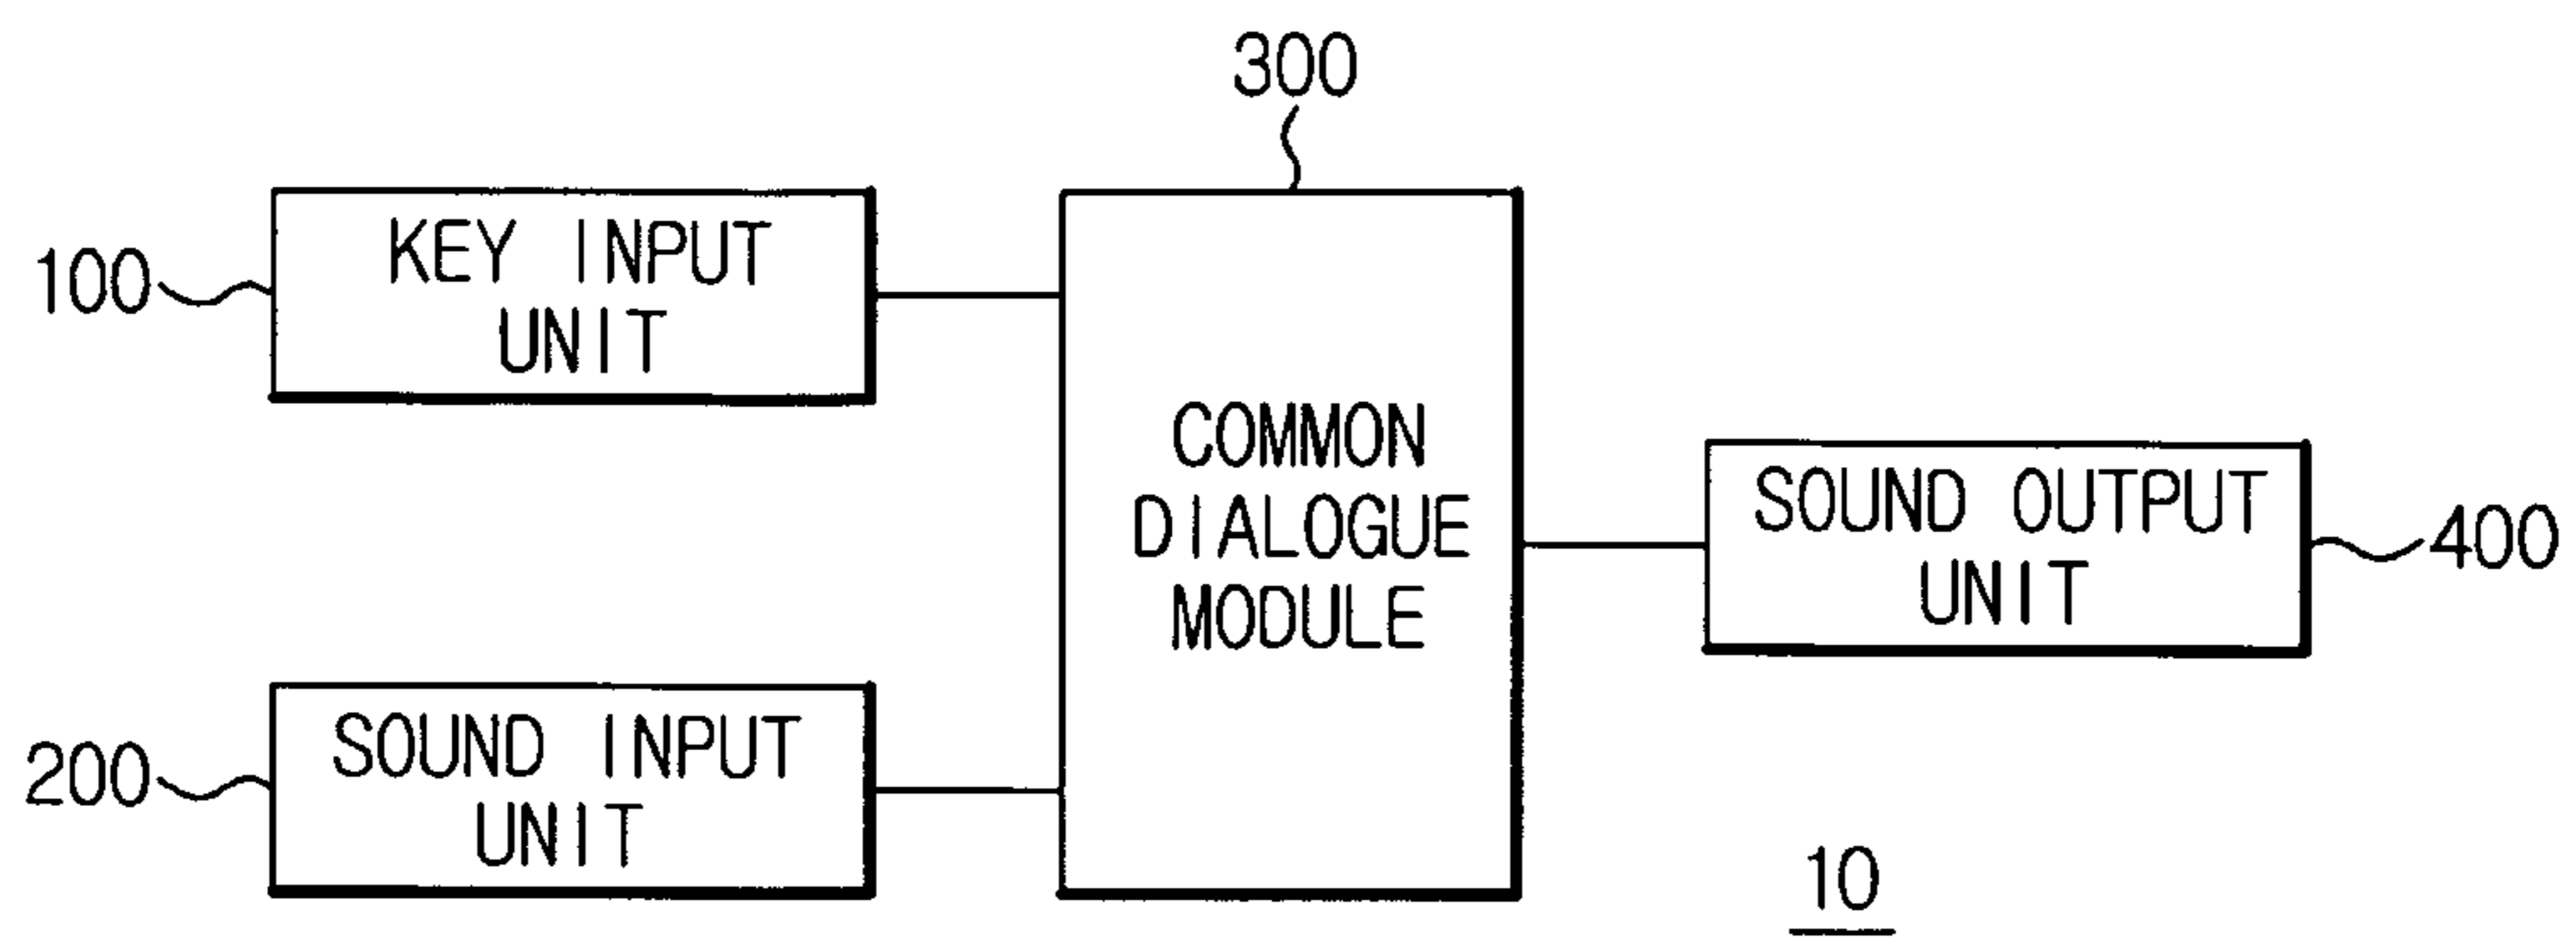 300
100
KEY INPUT
UNIT
COMMON
DIALOGUE
MODULE
SOUND OUTPUT
UNIT
400
200
SOUND INPUT
UNIT
10